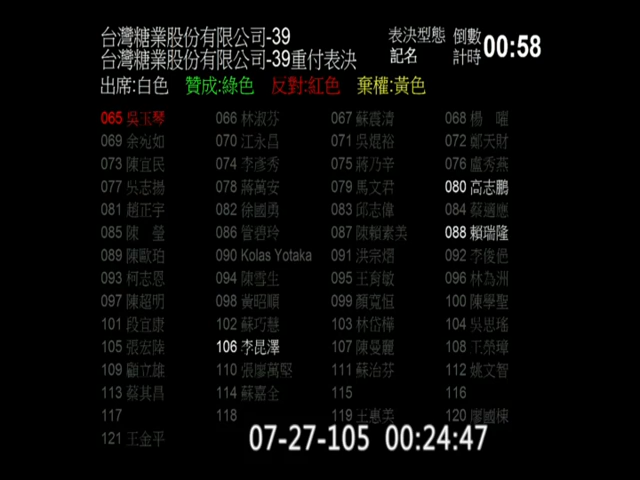 台灣糖業股份有限公司-39
台灣糖業股份有限公司-39重付表決
表決型態 倒數 00:58
記名 計時
出席:白色 贊成:綠色 反對:紅色 棄權:黃色
065 吳玉琴 066 林淑芬 067 蘇震清 068 楊 曜
069 余宛如 070 江永昌 071 吳焜裕 072 鄭天財
073 陳宜民 074 李彥秀 075 蔣乃辛 076 盧秀燕
077 吳志揚 078 蔣萬安 079 馬文君 080 高志鵬
081 趙正宇 082 徐國勇 083 邱志偉 084 蔡適應
085 陳 瑩 086 管碧玲 087 陳賴素美 088 賴瑞隆
089 陳歐珀 090 Kolas Yotaka 091 洪宗熠 092 李俊俋
093 柯志恩 094 陳雪生 095 王育敏 096 林為洲
097 陳超明 098 黃昭順 099 顏寬恒 100 陳學聖
101 段宜康 102 蘇巧慧 103 林岱樺 104 吳思瑤
105 張宏陸 106 李昆澤 107 陳曼麗 108 王榮璋
109 顧立雄 110 張廖萬堅 111 蘇治芬 112 姚文智
113 蔡其昌 114 蘇嘉全 115 116
117 118 119 王惠美 120 廖國棟
121 王金平
07-27-105 00:24:47